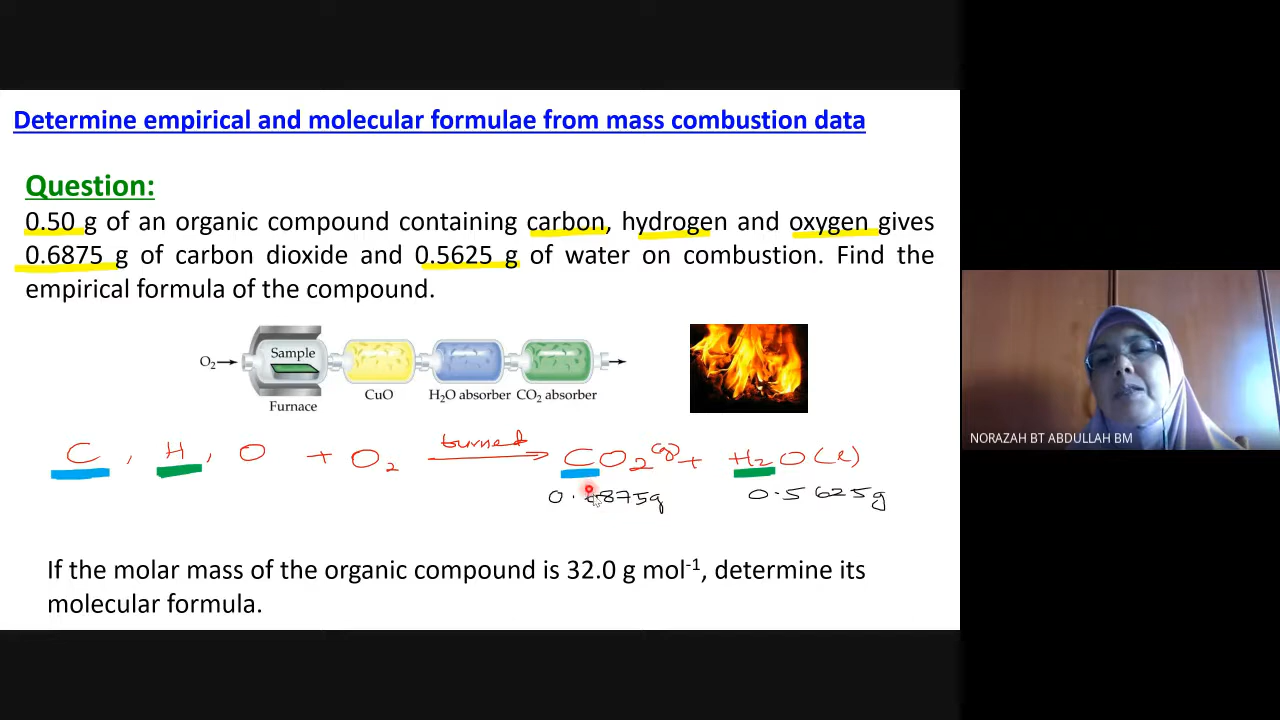 Determine empirical and molecular formulae from mass combustion data
Question:
0.50 g of an organic compound containing carbon, hydrogen and oxygen gives
0.6875 g of carbon dioxide and 0.5625 g of water on combustion. Find the
empirical formula of the compound.
O₂ Sample
Furnace CuO H₂O absorber CO₂ absorber
C , H , O + O₂ burned CO₂(g) + H₂O(l)
0.6875g 0.5625g
If the molar mass of the organic compound is 32.0 g mol⁻¹, determine its
molecular formula.
NORAZAH BT ABDULLAH BM